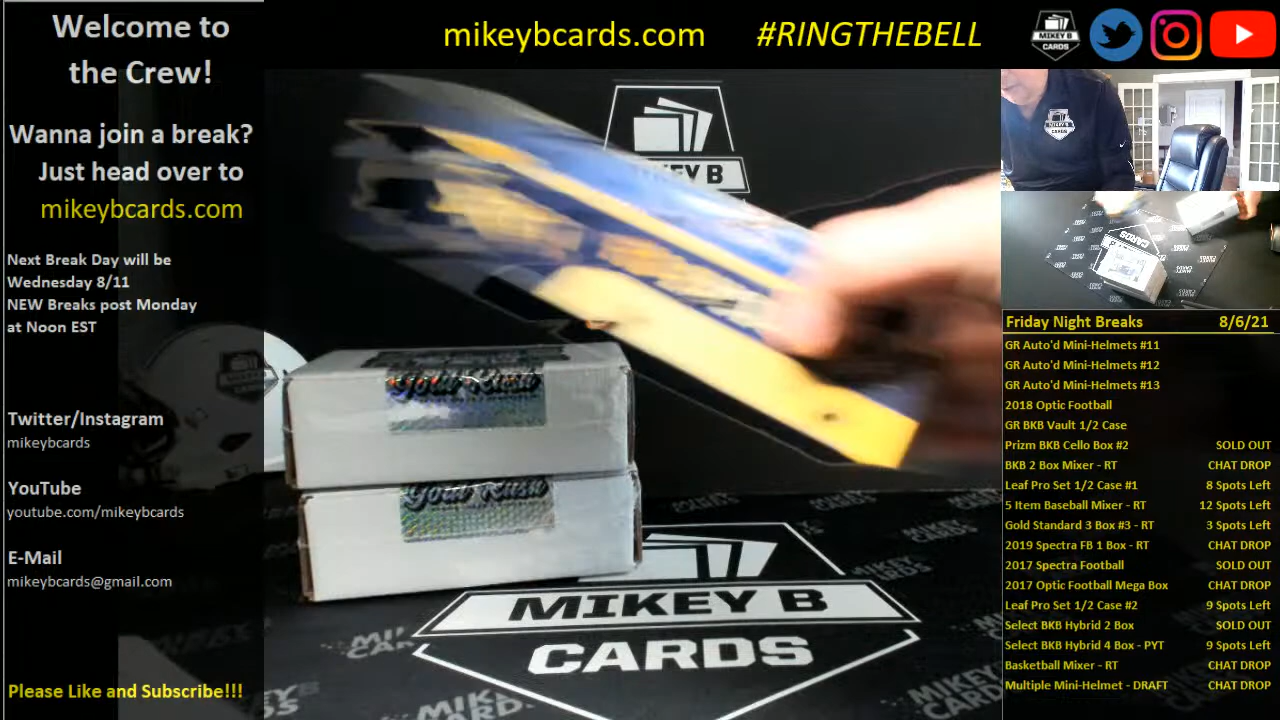 Welcome to
the Crew!
Wanna join a break?
Just head over to
mikeybcards.com
Next Break Day will be
Wednesday 8/11
NEW Breaks post Monday
at Noon EST
Twitter/Instagram
mikeybcards
YouTube
youtube.com/mikeybcards
E-Mail
mikeybcards@gmail.com
Please Like and Subscribe!!!
mikeybcards.com #RINGTHEBELL
MIKEY B
CARDS
Gold Rush
Gold Rush
MIKEY B
CARDS
Friday Night Breaks 8/6/21
GR Auto'd Mini-Helmets #11
GR Auto'd Mini-Helmets #12
GR Auto'd Mini-Helmets #13
2018 Optic Football
GR BKB Vault 1/2 Case
Prizm BKB Cello Box #2 SOLD OUT
BKB 2 Box Mixer - RT CHAT DROP
Leaf Pro Set 1/2 Case #1 8 Spots Left
5 Item Baseball Mixer - RT 12 Spots Left
Gold Standard 3 Box #3 - RT 3 Spots Left
2019 Spectra FB 1 Box - RT CHAT DROP
2017 Spectra Football SOLD OUT
2017 Optic Football Mega Box CHAT DROP
Leaf Pro Set 1/2 Case #2 9 Spots Left
Select BKB Hybrid 2 Box SOLD OUT
Select BKB Hybrid 4 Box - PYT 9 Spots Left
Basketball Mixer - RT CHAT DROP
Multiple Mini-Helmet - DRAFT CHAT DROP